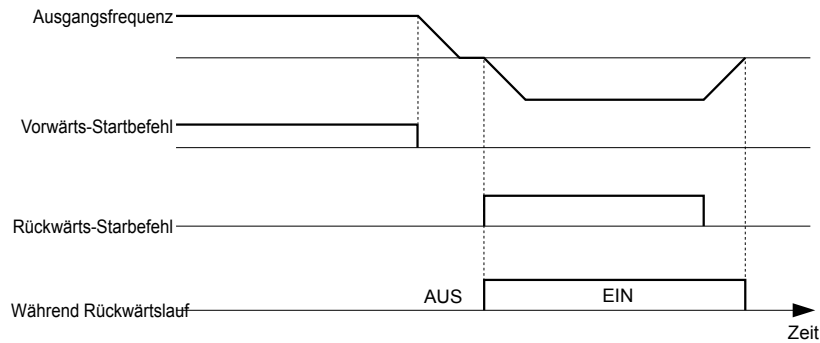 Ausgangsfrequenz
Vorwärts-Startbefehl
Rückwärts-Starbefehl
Während Rückwärtslauf
AUS
EIN
Zeit